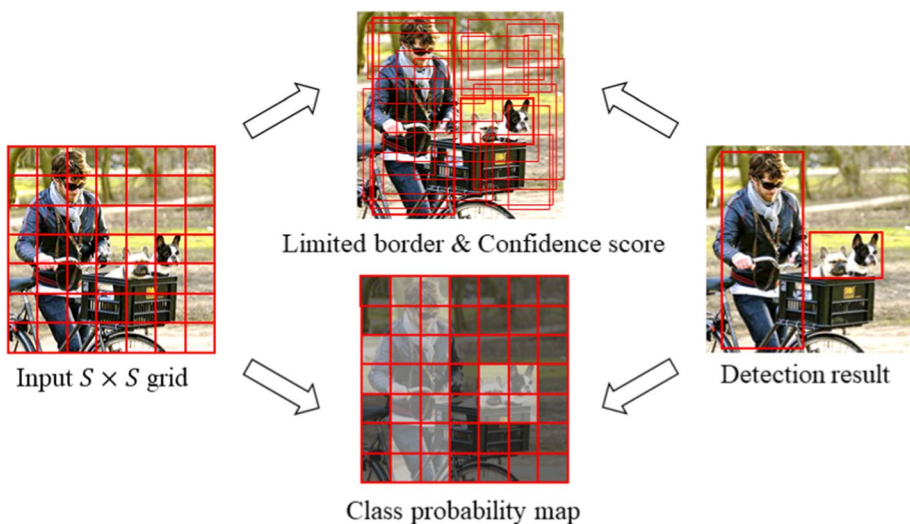 Limited border & Confidence score
Input S × S grid
Detection result
Class probability map